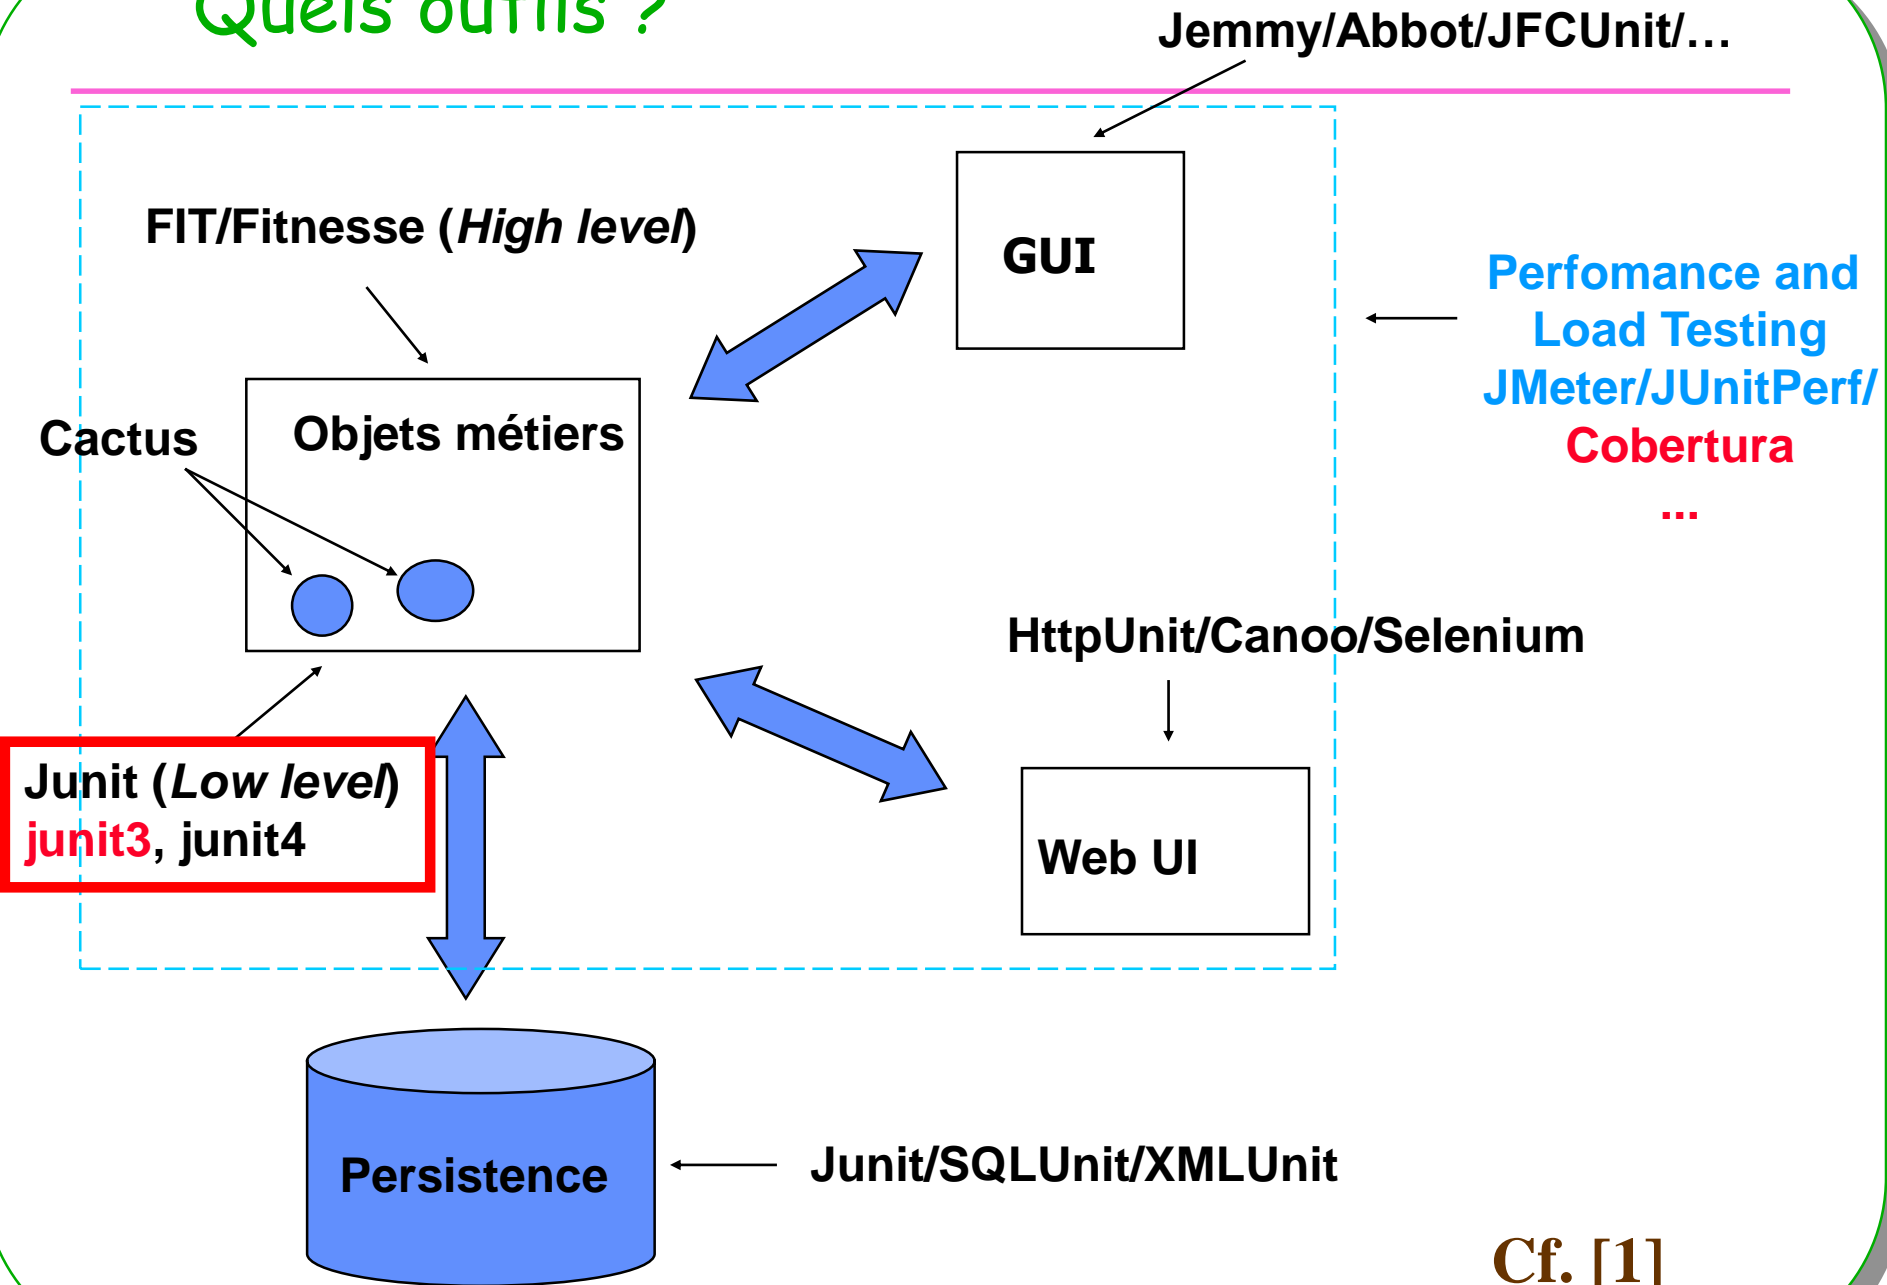 Quels outils ?
Jemmy/Abbot/JFCUnit/…
FIT/Fitnesse (High level)
GUI
Perfomance and
Load Testing
JMeter/JUnitPerf/
Cobertura
...
Cactus
Objets métiers
HttpUnit/Canoo/Selenium
Junit (Low level)
junit3, junit4
Web UI
Persistence
Junit/SQLUnit/XMLUnit
Cf. [1]